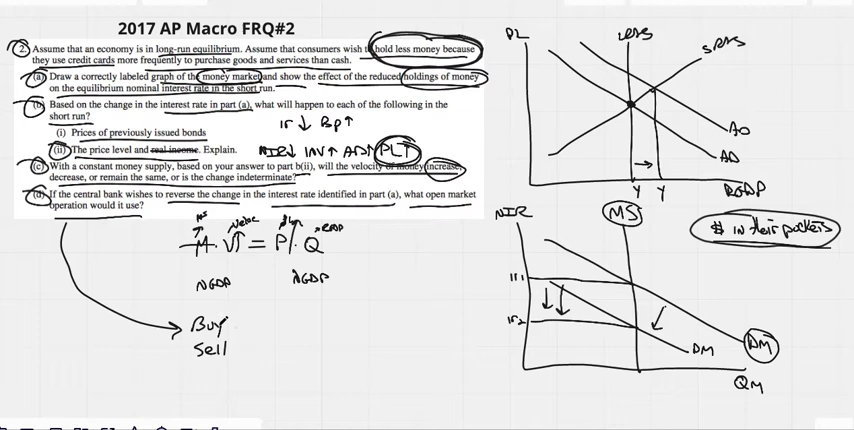 2017 AP Macro FRQ#2
2. Assume that an economy is in long-run equilibrium. Assume that consumers wish to hold less money because
they use credit cards more frequently to purchase goods and services than cash.
(a) Draw a correctly labeled graph of the money market and show the effect of the reduced holdings of money
on the equilibrium nominal interest rate in the short run.
(b) Based on the change in the interest rate in part (a), what will happen to each of the following in the
short run?
Ir ↓ Bp ↑
(i) Prices of previously issued bonds
(ii) The price level and real income. Explain.
NIR↓ INV↑ AD↑ PL↑
(c) With a constant money supply, based on your answer to part b(ii), will the velocity of money increase,
decrease, or remain the same, or is the change indeterminate?
(d) If the central bank wishes to reverse the change in the interest rate identified in part (a), what open market
operation would it use?
MS
M · V↑ = P · Q
NGDP
NGDP
Buy
Sell
PL
LRAS
SRAS
AD
AD
Y
Y
RGDP
NIR
MS
$ in their pockets
Ir1
Ir2
DM
DM
QM